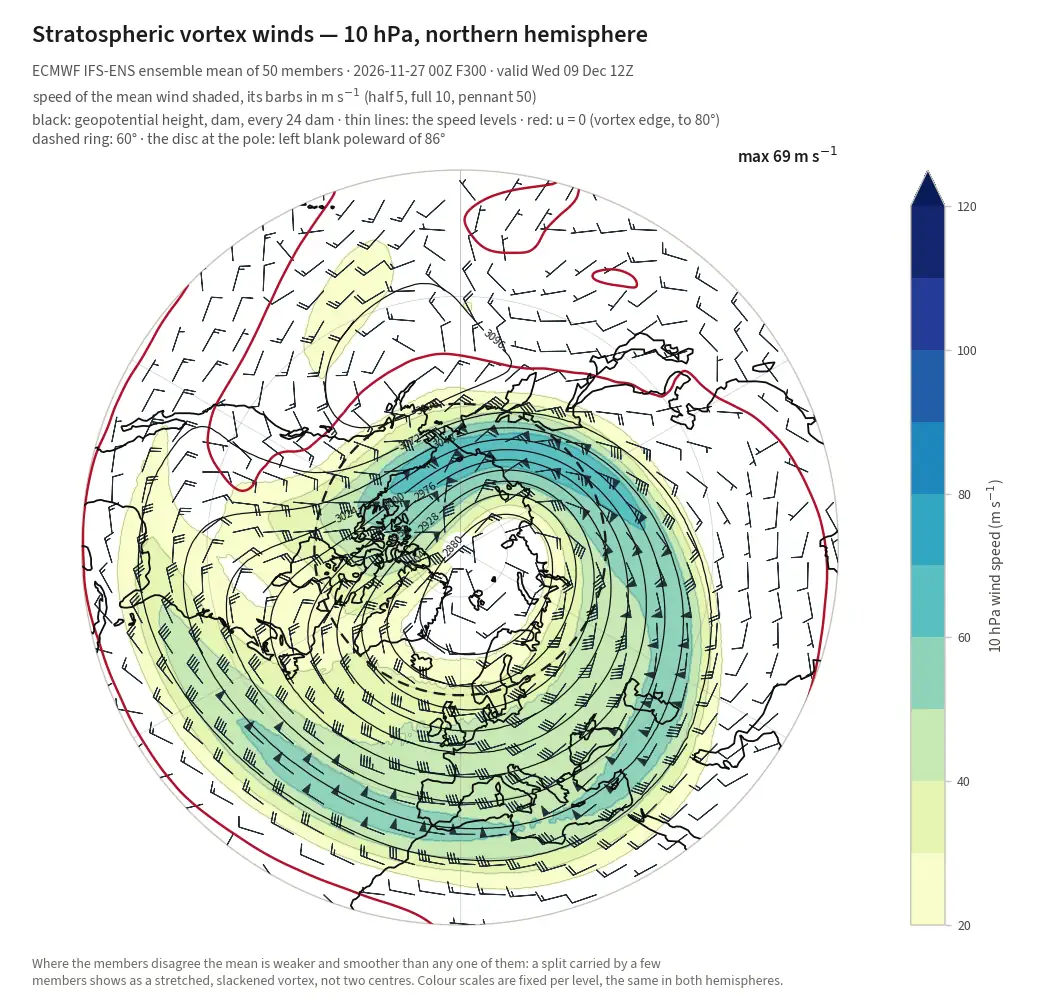 Stratospheric vortex winds — 10 hPa, northern hemisphere
ECMWF IFS-ENS ensemble mean of 50 members · 2026-11-27 00Z F300 · valid Wed 09 Dec 12Z
speed of the mean wind shaded, its barbs in m s⁻¹ (half 5, full 10, pennant 50)
black: geopotential height, dam, every 24 dam · thin lines: the speed levels · red: u = 0 (vortex edge, to 80°)
dashed ring: 60° · the disc at the pole: left blank poleward of 86°
max 69 m s⁻¹
120
100
80
60
40
20
10 hPa wind speed (m s⁻¹)
3096
2976
2928
2880
Where the members disagree the mean is weaker and smoother than any one of them: a split carried by a few
members shows as a stretched, slackened vortex, not two centres. Colour scales are fixed per level, the same in both hemispheres.